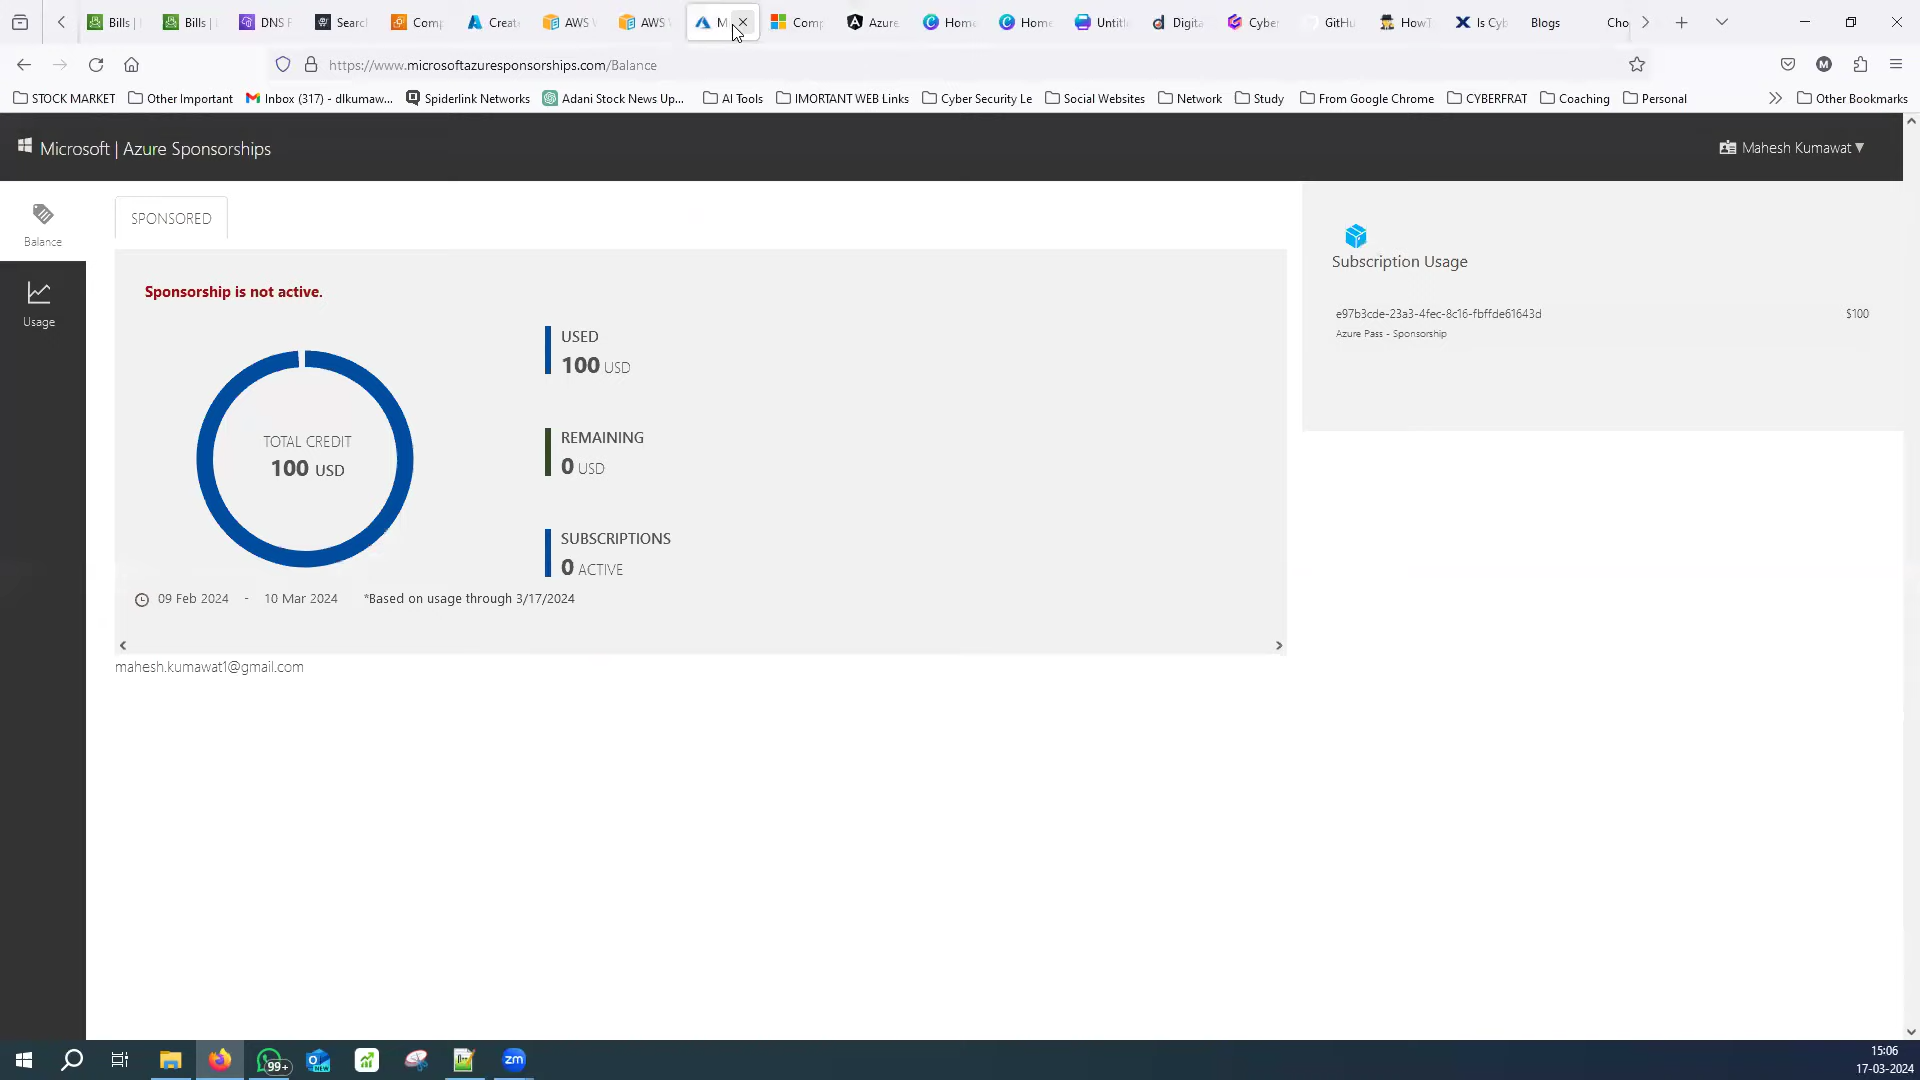 Bills |
Bills |
DNS F
Searc
Comp
Create
AWS
AWS
M
Comp
Azure
Home
Home
Untitl
Digita
Cyber
GitHu
HowT
Is Cyb
Blogs
Cho
https://www.microsoftazuresponsorships.com/Balance
M
STOCK MARKET
Other Important
Inbox (317) - dlkumaw...
Spiderlink Networks
Adani Stock News Up...
AI Tools
IMORTANT WEB Links
Cyber Security Le
Social Websites
Network
Study
From Google Chrome
CYBERFRAT
Coaching
Personal
Other Bookmarks
Microsoft | Azure Sponsorships
Mahesh Kumawat
Balance
Usage
SPONSORED
Sponsorship is not active.
TOTAL CREDIT
100 USD
USED
100 USD
REMAINING
0 USD
SUBSCRIPTIONS
0 ACTIVE
09 Feb 2024 - 10 Mar 2024 *Based on usage through 3/17/2024
mahesh.kumawat1@gmail.com
Subscription Usage
e97b3cde-23a3-4fec-8c16-fbffde61643d $100
Azure Pass - Sponsorship
99+
NEW
zm
15:06
17-03-2024